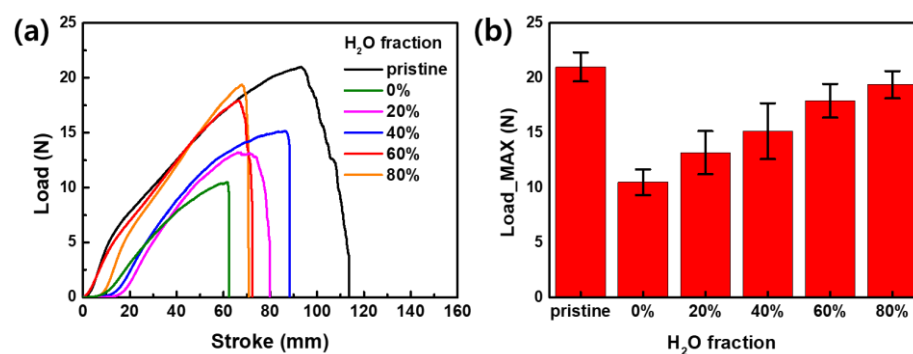 (a)
25
20
15
10
5
0
Load (N)
0 20 40 60 80 100 120 140 160
Stroke (mm)
H₂O fraction
pristine
0%
20%
40%
60%
80%
(b)
25
20
15
10
5
0
Load_MAX (N)
pristine 0% 20% 40% 60% 80%
H₂O fraction